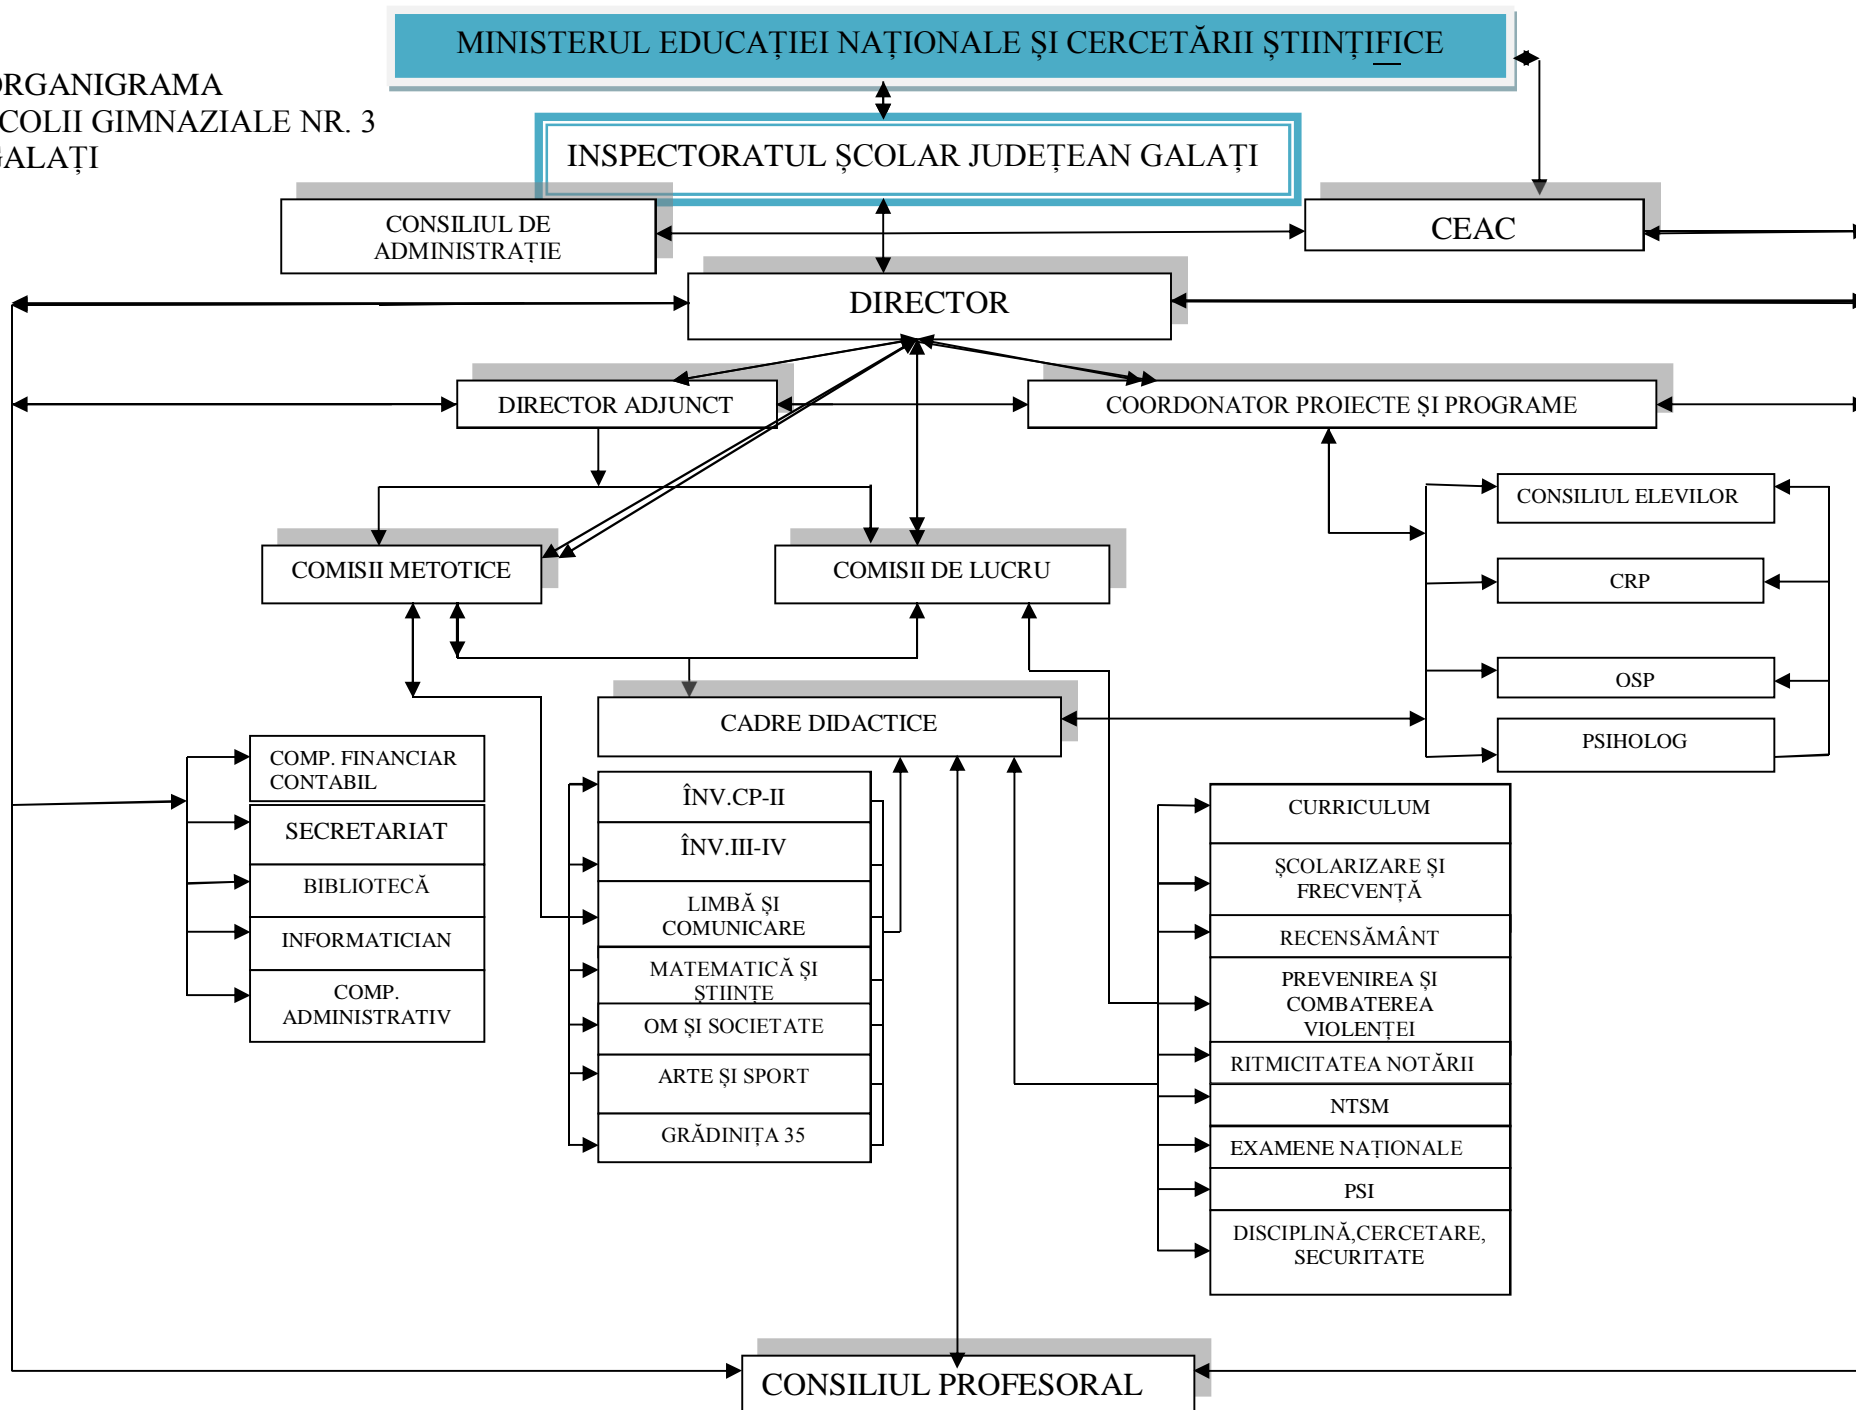 MINISTERUL EDUCAȚIEI NAȚIONALE ȘI CERCETĂRII ȘTIINȚIFICE
ORGANIGRAMA
COLII GIMNAZIALE NR. 3
GALAȚI
INSPECTORATUL ȘCOLAR JUDEȚEAN GALAȚI
CONSILIUL DE
ADMINISTRAȚIE
CEAC
DIRECTOR
DIRECTOR ADJUNCT
COORDONATOR PROIECTE ȘI PROGRAME
CONSILIUL ELEVILOR
COMISII METOTICE
COMISII DE LUCRU
CRP
OSP
CADRE DIDACTICE
PSIHOLOG
COMP. FINANCIAR
CONTABIL
SECRETARIAT
BIBLIOTECĂ
INFORMATICIAN
COMP.
ADMINISTRATIV
ÎNV.CP-II
ÎNV.III-IV
LIMBĂ ȘI
COMUNICARE
MATEMATICĂ ȘI
ȘTIINȚE
OM ȘI SOCIETATE
ARTE ȘI SPORT
GRĂDINIȚA 35
CURRICULUM
ȘCOLARIZARE ȘI
FRECVENȚĂ
RECENSĂMÂNT
PREVENIREA ȘI
COMBATEREA
VIOLENȚEI
RITMICITATEA NOTĂRII
NTSM
EXAMENE NAȚIONALE
PSI
DISCIPLINĂ,CERCETARE,
SECURITATE
CONSILIUL PROFESORAL